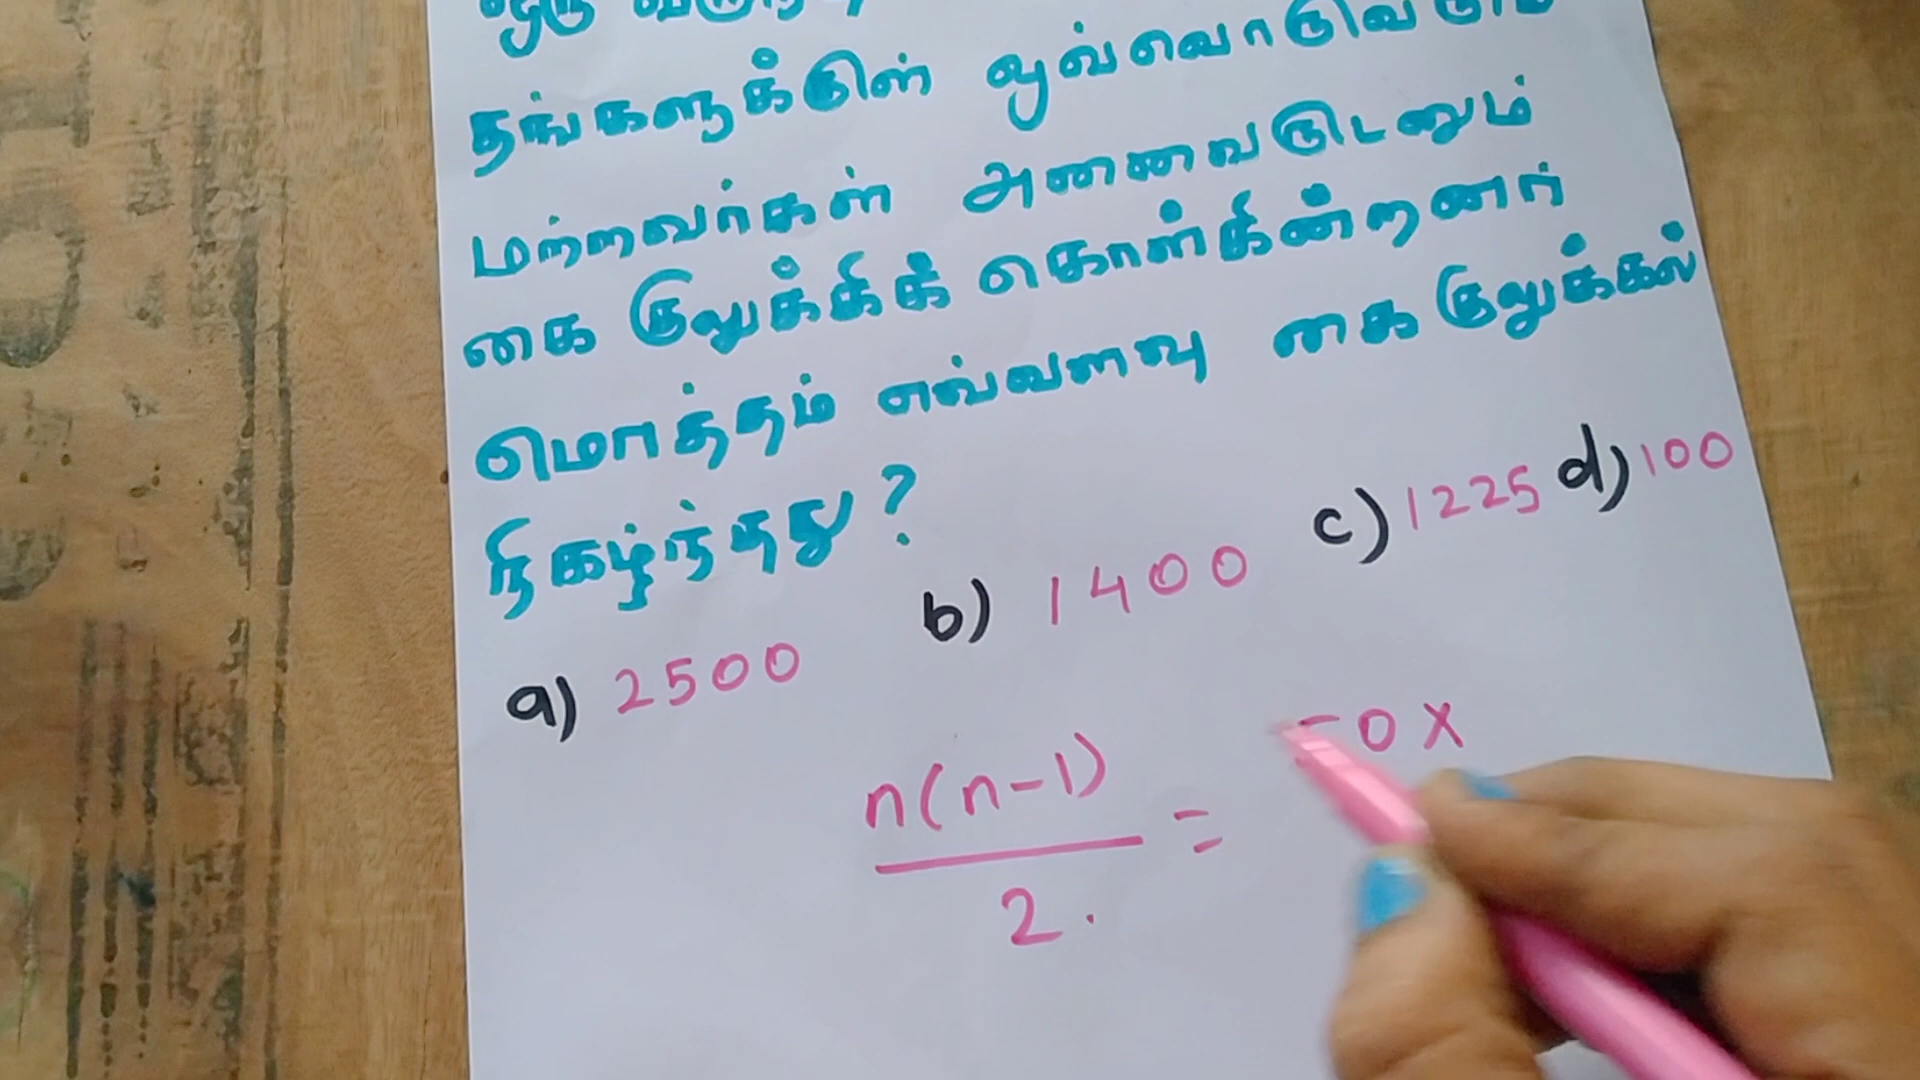 தங்களுக்குள் ஒவ்வொருவரும்
மற்றவர்கள் அனைவருடனும்
கை குலுக்கிக் கொள்கின்றனர்
மொத்தம் எவ்வளவு கை குலுக்கல்
நிகழ்ந்தது?
a) 2500 b) 1400 c) 1225 d) 100
n(n-1) = 50 x
2.